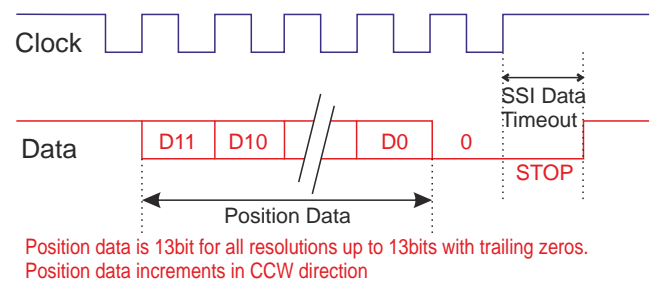 Clock
SSI Data
Timeout
Data
D11 D10 D0 0
STOP
Position Data
Position data is 13bit for all resolutions up to 13bits with trailing zeros.
Position data increments in CCW direction